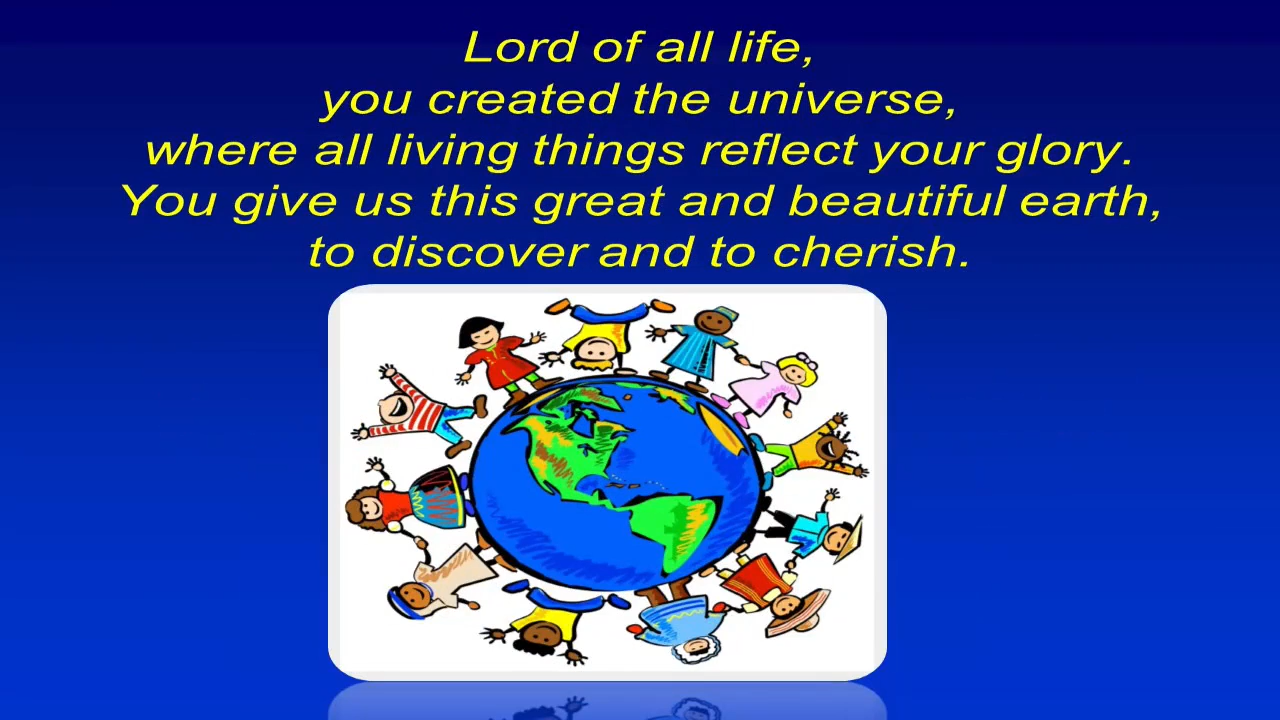 Lord of all life,
you created the universe,
where all living things reflect your glory.
You give us this great and beautiful earth,
to discover and to cherish.